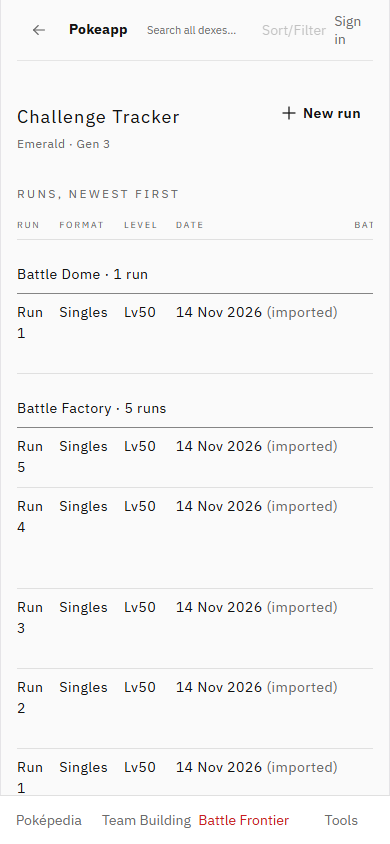 ← Pokeapp Search all dexes... Sort/Filter Sign in
Challenge Tracker
+ New run
Emerald · Gen 3
RUNS, NEWEST FIRST
RUN FORMAT LEVEL DATE BAT
Battle Dome · 1 run
Run 1 Singles Lv50 14 Nov 2026 (imported)
Battle Factory · 5 runs
Run 5 Singles Lv50 14 Nov 2026 (imported)
Run 4 Singles Lv50 14 Nov 2026 (imported)
Run 3 Singles Lv50 14 Nov 2026 (imported)
Run 2 Singles Lv50 14 Nov 2026 (imported)
Run 1 Singles Lv50 14 Nov 2026 (imported)
Poképedia Team Building Battle Frontier Tools